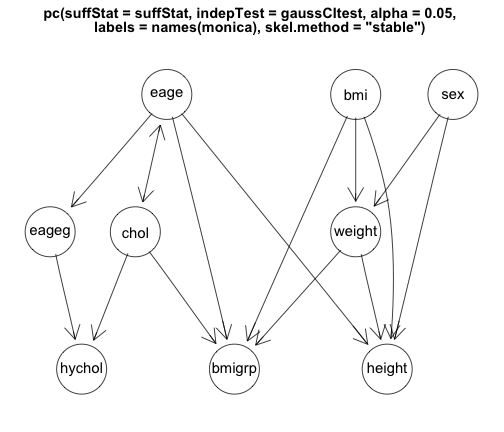 pc(suffStat = suffStat, indepTest = gaussCItest, alpha = 0.05,
labels = names(monica), skel.method = "stable")
eage
bmi
sex
eageg
chol
weight
hychol
bmigrp
height